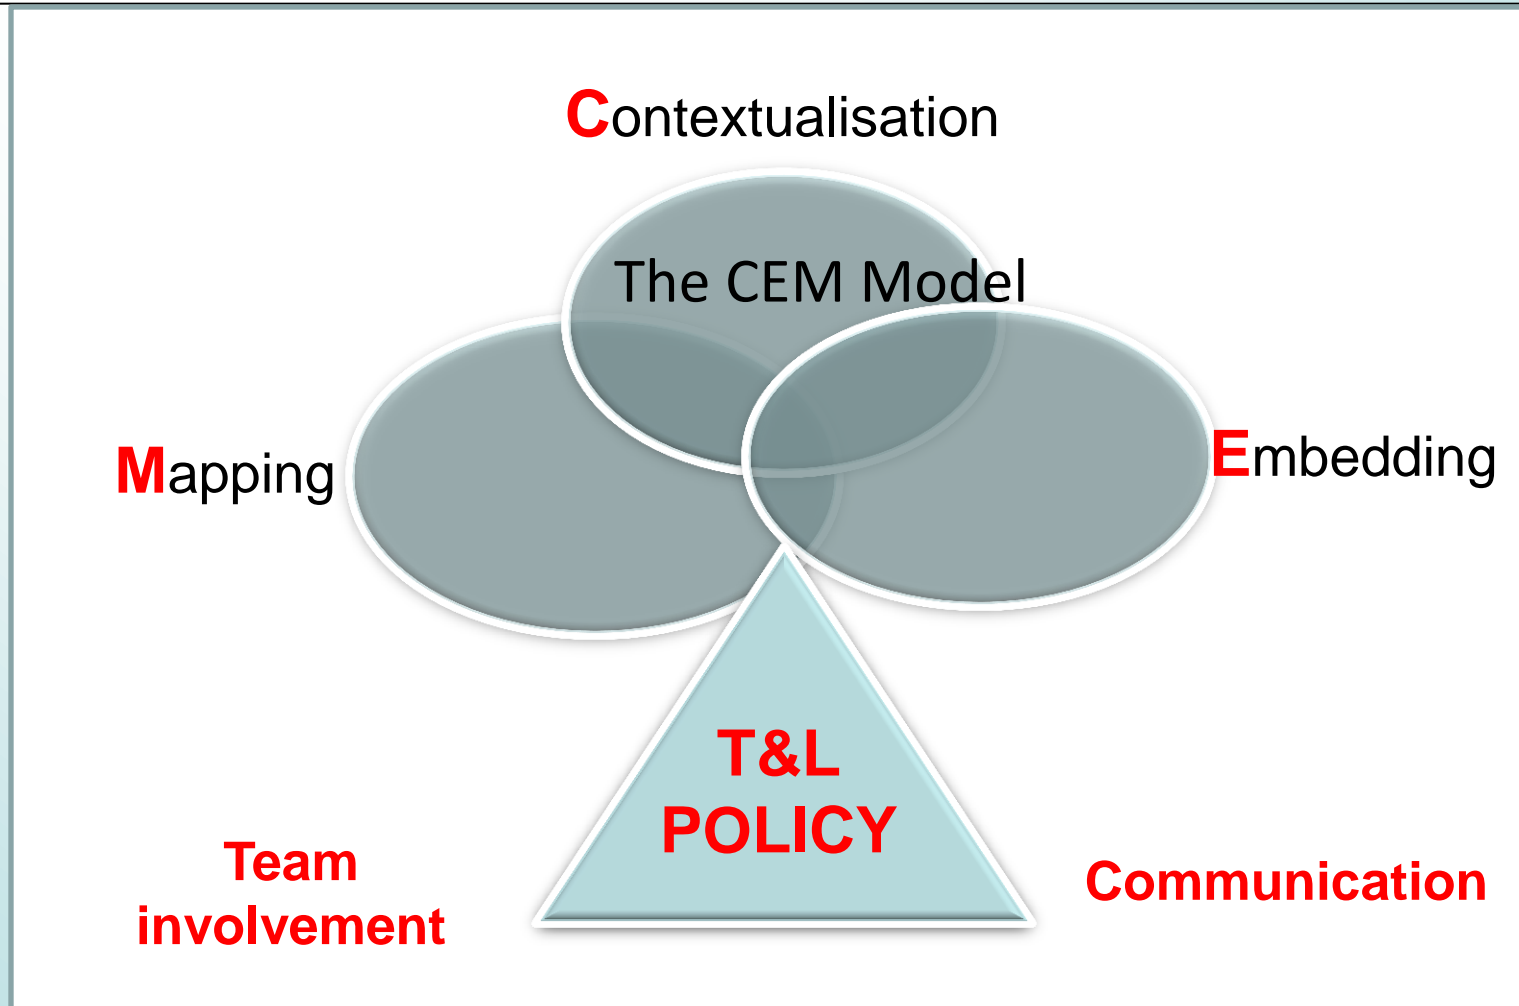 Contextualisation
The CEM Model
Mapping
Embedding
T&L
POLICY
Team
involvement
Communication